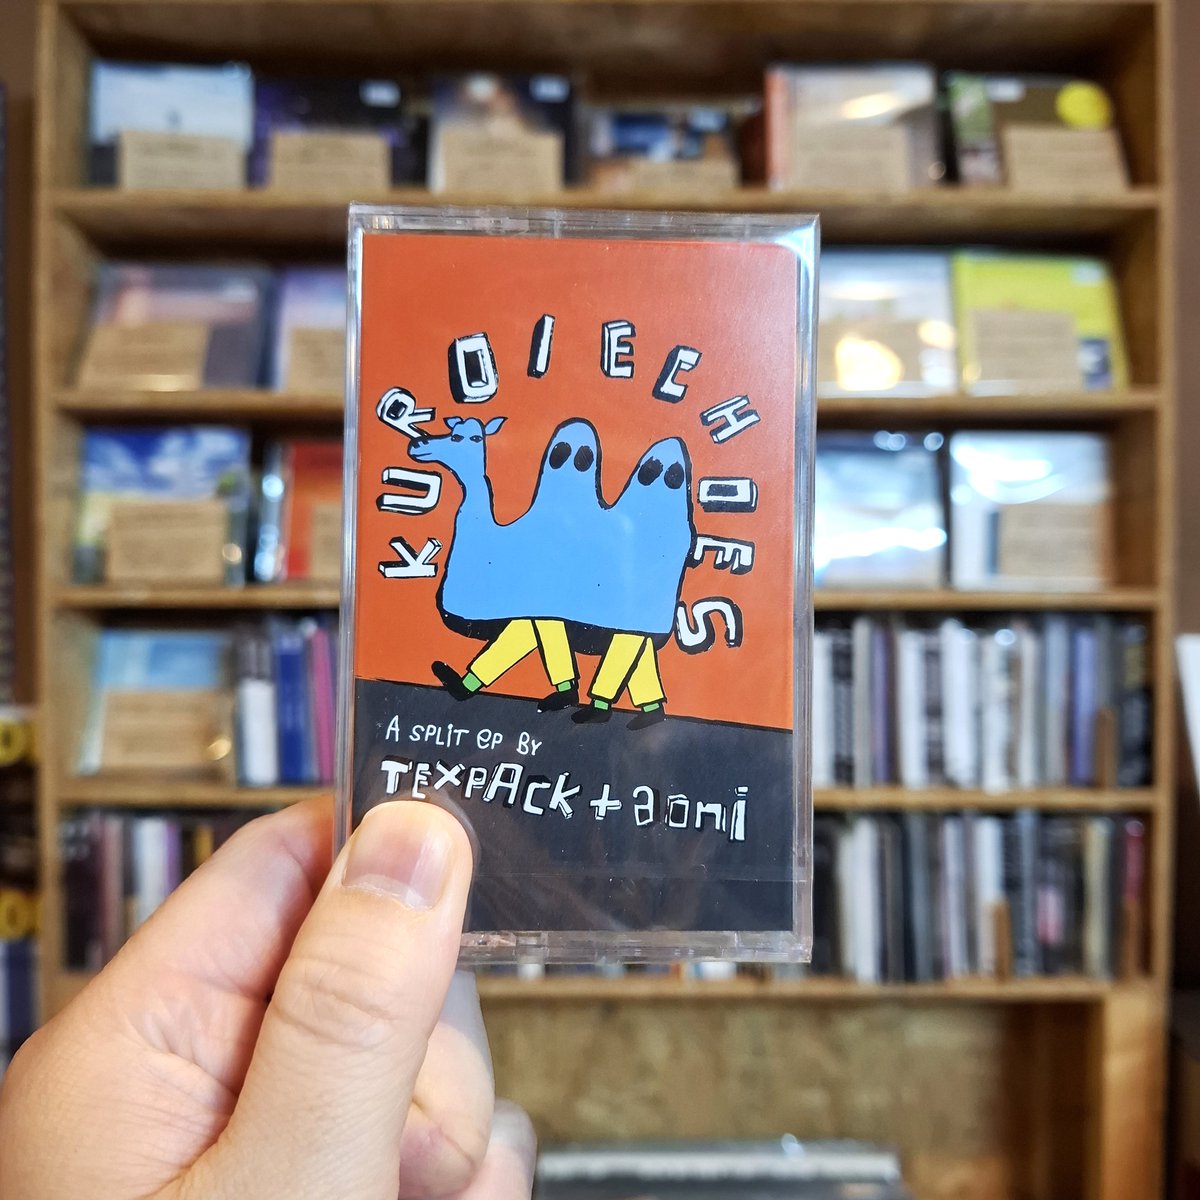 KUROI ECHOES
A SPLIT eP BY
TEXPACK + aomi